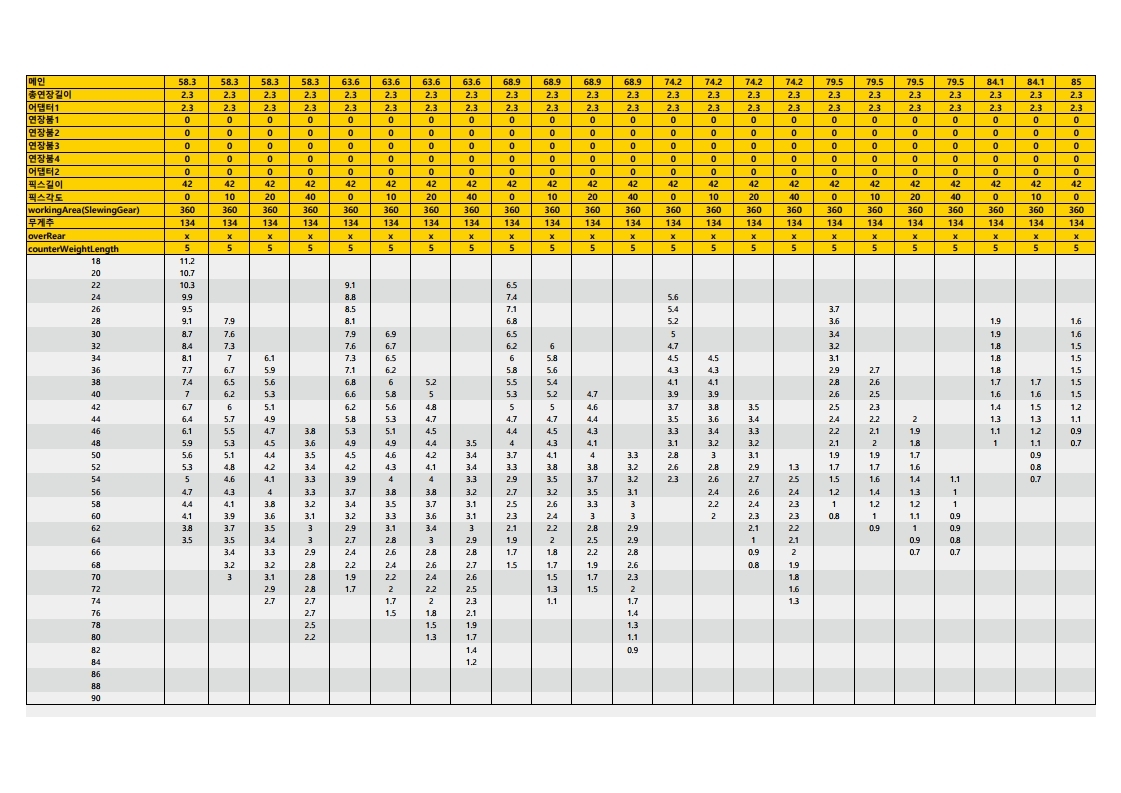 메인 58.3 58.3 58.3 58.3 63.6 63.6 63.6 63.6 68.9 68.9 68.9 68.9 74.2 74.2 74.2 74.2 79.5 79.5 79.5 79.5 84.1 84.1 85
총연장길이 2.3 2.3 2.3 2.3 2.3 2.3 2.3 2.3 2.3 2.3 2.3 2.3 2.3 2.3 2.3 2.3 2.3 2.3 2.3 2.3 2.3 2.3 2.3
어댑터1 2.3 2.3 2.3 2.3 2.3 2.3 2.3 2.3 2.3 2.3 2.3 2.3 2.3 2.3 2.3 2.3 2.3 2.3 2.3 2.3 2.3 2.3 2.3
연장붐1 0 0 0 0 0 0 0 0 0 0 0 0 0 0 0 0 0 0 0 0 0 0 0
연장붐2 0 0 0 0 0 0 0 0 0 0 0 0 0 0 0 0 0 0 0 0 0 0 0
연장붐3 0 0 0 0 0 0 0 0 0 0 0 0 0 0 0 0 0 0 0 0 0 0 0
연장붐4 0 0 0 0 0 0 0 0 0 0 0 0 0 0 0 0 0 0 0 0 0 0 0
어댑터2 0 0 0 0 0 0 0 0 0 0 0 0 0 0 0 0 0 0 0 0 0 0 0
픽스길이 42 42 42 42 42 42 42 42 42 42 42 42 42 42 42 42 42 42 42 42 42 42 42
픽스각도 0 10 20 40 0 10 20 40 0 10 20 40 0 10 20 40 0 10 20 40 0 10 0
workingArea(SlewingGear) 360 360 360 360 360 360 360 360 360 360 360 360 360 360 360 360 360 360 360 360 360 360 360
무게추 134 134 134 134 134 134 134 134 134 134 134 134 134 134 134 134 134 134 134 134 134 134 134
overRear x x x x x x x x x x x x x x x x x x x x x x x
counterWeightLength 5 5 5 5 5 5 5 5 5 5 5 5 5 5 5 5 5 5 5 5 5 5 5
18 11.2
20 10.7
22 10.3 9.1 6.5
24 9.9 8.8 7.4 5.6
26 9.5 8.5 7.1 5.4 3.7
28 9.1 7.9 8.1 6.8 5.2 3.6 1.9 1.6
30 8.7 7.6 7.9 6.9 6.5 5 3.4 1.9 1.6
32 8.4 7.3 7.6 6.7 6.2 6 4.7 3.2 1.8 1.5
34 8.1 7 6.1 7.3 6.5 6 5.8 4.5 4.5 3.1 1.8 1.5
36 7.7 6.7 5.9 7.1 6.2 5.8 5.6 4.3 4.3 2.9 2.7 1.8 1.5
38 7.4 6.5 5.6 6.8 6 5.2 5.5 5.4 4.1 4.1 2.8 2.6 1.7 1.7 1.5
40 7 6.2 5.3 6.6 5.8 5 5.3 5.2 4.7 3.9 3.9 2.6 2.5 1.6 1.6 1.5
42 6.7 6 5.1 6.2 5.6 4.8 5 5 4.6 3.7 3.8 3.5 2.5 2.3 1.4 1.5 1.2
44 6.4 5.7 4.9 5.8 5.3 4.7 4.7 4.7 4.4 3.5 3.6 3.4 2.4 2.2 2 1.3 1.3 1.1
46 6.1 5.5 4.7 3.8 5.3 5.1 4.5 4.4 4.5 4.3 3.3 3.4 3.3 2.2 2.1 1.9 1.1 1.2 0.9
48 5.9 5.3 4.5 3.6 4.9 4.9 4.4 3.5 4 4.3 4.1 3.1 3.2 3.2 2.1 2 1.8 1 1.1 0.7
50 5.6 5.1 4.4 3.5 4.5 4.6 4.2 3.4 3.7 4.1 4 3.3 2.8 3 3.1 1.9 1.9 1.7 0.9
52 5.3 4.8 4.2 3.4 4.2 4.3 4.1 3.4 3.3 3.8 3.8 3.2 2.6 2.8 2.9 1.3 1.7 1.7 1.6 0.8
54 5 4.6 4.1 3.3 3.9 4 4 3.3 2.9 3.5 3.7 3.2 2.3 2.6 2.7 2.5 1.5 1.6 1.4 1.1 0.7
56 4.7 4.3 4 3.3 3.7 3.8 3.8 3.2 2.7 3.2 3.5 3.1 2.4 2.6 2.4 1.2 1.4 1.3 1
58 4.4 4.1 3.8 3.2 3.4 3.5 3.7 3.1 2.5 2.6 3.3 3 2.2 2.4 2.3 1 1.2 1.2 1
60 4.1 3.9 3.6 3.1 3.2 3.3 3.6 3.1 2.3 2.4 3 3 2 2.3 2.3 0.8 1 1.1 0.9
62 3.8 3.7 3.5 3 2.9 3.1 3.4 3 2.1 2.2 2.8 2.9 2.1 2.2 0.9 1 0.9
64 3.5 3.5 3.4 3 2.7 2.8 3 2.9 1.9 2 2.5 2.9 1 2.1 0.9 0.8
66 3.4 3.3 2.9 2.4 2.6 2.8 2.8 1.7 1.8 2.2 2.8 0.9 2 0.7 0.7
68 3.2 3.2 2.8 2.2 2.4 2.6 2.7 1.5 1.7 1.9 2.6 0.8 1.9
70 3 3.1 2.8 1.9 2.2 2.4 2.6 1.5 1.7 2.3 1.8
72 2.9 2.8 1.7 2 2.2 2.5 1.3 1.5 2 1.6
74 2.7 2.7 1.7 2 2.3 1.1 1.7 1.3
76 2.7 1.5 1.8 2.1 1.4
78 2.5 1.5 1.9 1.3
80 2.2 1.3 1.7 1.1
82 1.4 0.9
84 1.2
86
88
90